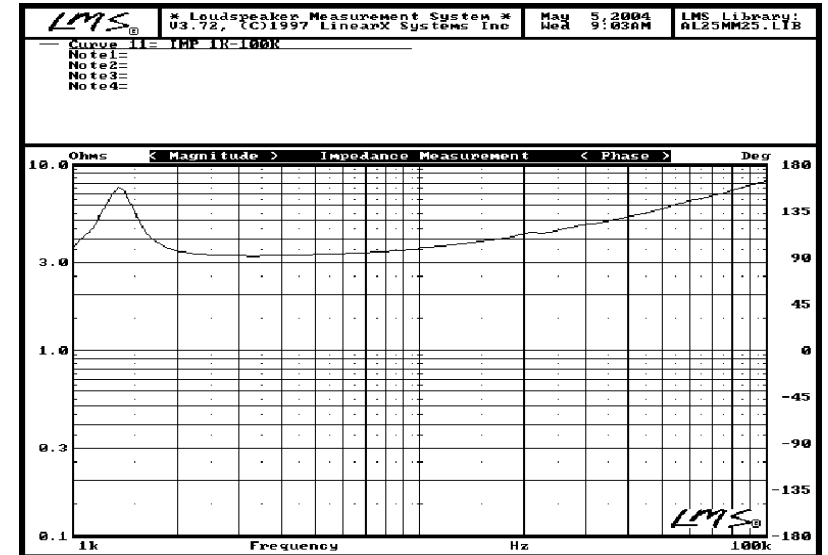 LMS®
* Loudspeaker Measurement System *
V3.72, (C)1997 LinearX Systems Inc
May 5,2004
Wed 9:03AM
LMS Library:
AL25MM25.LIB
Curve 11= IMP 1K-100K
Note1=
Note2=
Note3=
Note4=
Ohms < Magnitude > Impedance Measurement < Phase > Deg
10.0 180
135
3.0 90
45
1.0 0
-45
0.3 -90
-135
LMS®
0.1 -180
1k Frequency Hz 100k